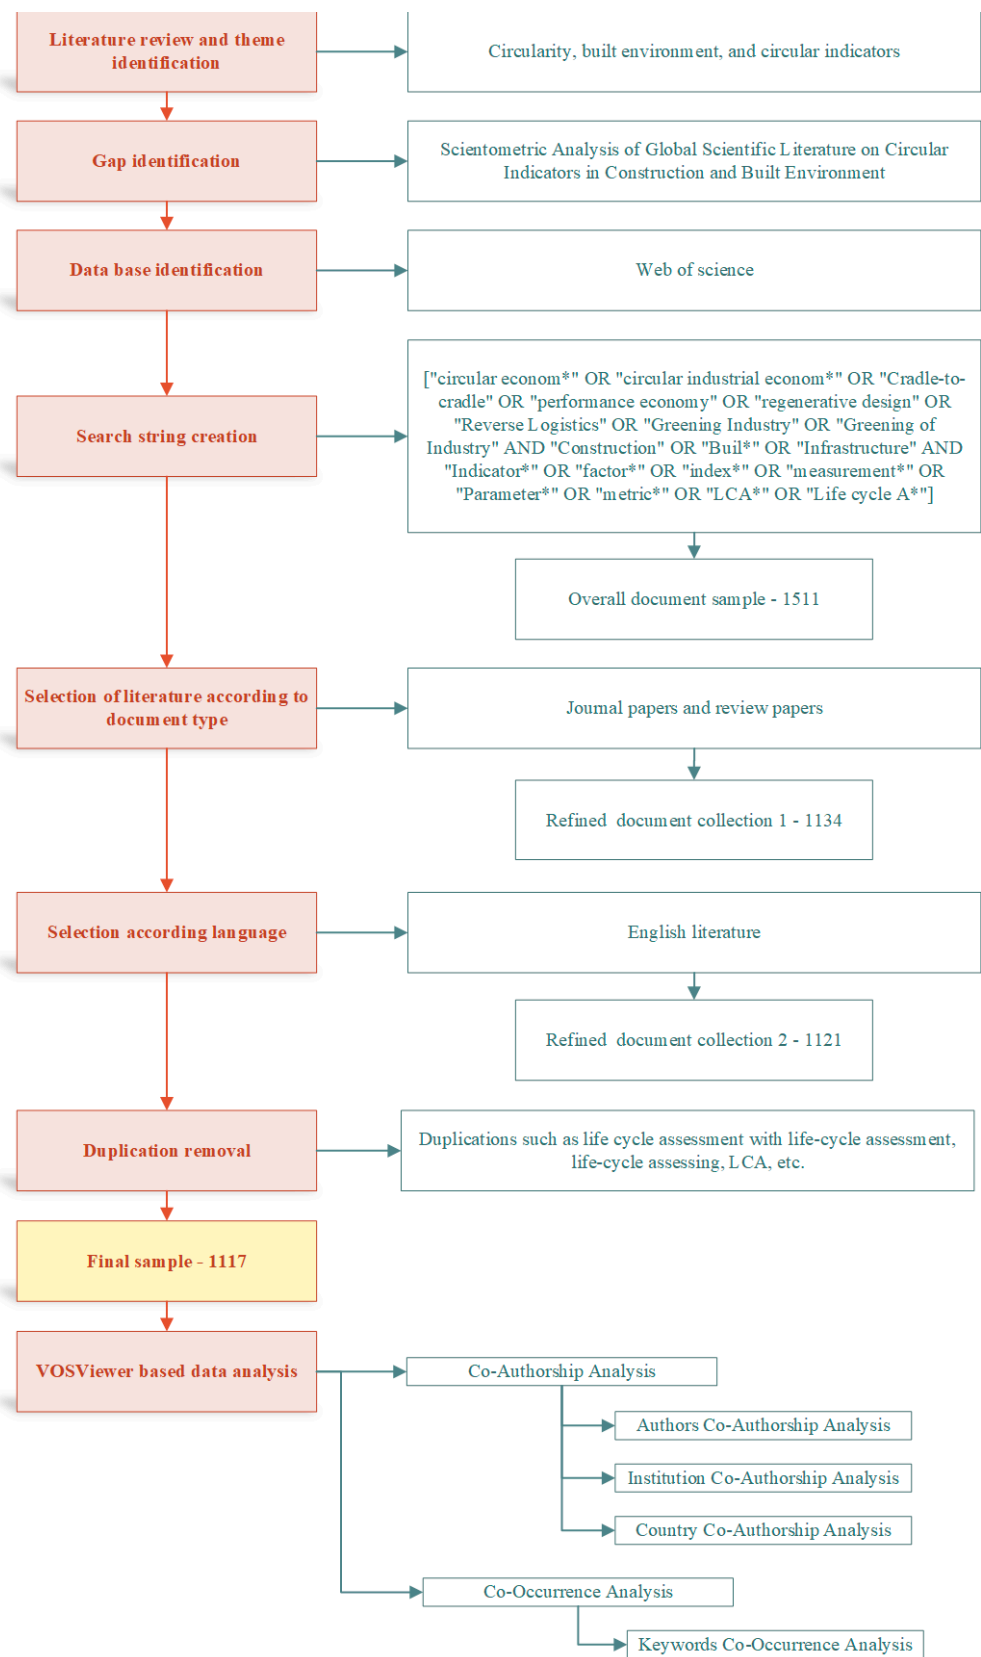 Literature review and theme
identification
Circularity, built environment, and circular indicators
Gap identification
Scientometric Analysis of Global Scientific Literature on Circular
Indicators in Construction and Built Environment
Data base identification
Web of science
Search string creation
["circular econom*" OR "circular industrial econom*" OR "Cradle-to-
cradle" OR "performance economy" OR "regenerative design" OR
"Reverse Logistics" OR "Greening Industry" OR "Greening of
Industry" AND "Construction" OR "Buil*" OR "Infrastructure" AND
"Indicator*" OR "factor*" OR "index*" OR "measurement*" OR
"Parameter*" OR "metric*" OR "LCA*" OR "Life cycle A*"]
Overall document sample - 1511
Selection of literature according to
document type
Journal papers and review papers
Refined document collection 1 - 1134
Selection according language
English literature
Refined document collection 2 - 1121
Duplication removal
Duplications such as life cycle assessment with life-cycle assessment,
life-cycle assessing, LCA, etc.
Final sample - 1117
VOSViewer based data analysis
Co-Authorship Analysis
Authors Co-Authorship Analysis
Institution Co-Authorship Analysis
Country Co-Authorship Analysis
Co-Occurrence Analysis
Keywords Co-Occurrence Analysis